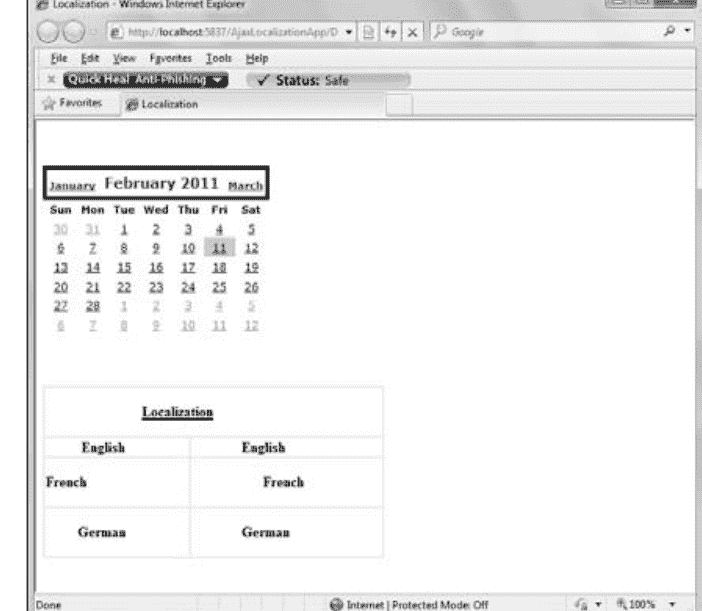 Localization - Windows Internet Explorer
http://localhost:5837/AjaxLocalizationApp/D Google
File Edit View Favorites Tools Help
x Quick Heal Anti-Phishing ✓ Status: Safe
Favorites Localization
January February 2011 March
Sun Mon Tue Wed Thu Fri Sat
30 31 1 2 3 4 5
6 7 8 9 10 11 12
13 14 15 16 17 18 19
20 21 22 23 24 25 26
27 28 1 2 3 4 5
6 7 8 9 10 11 12
Localization
English English
French French
German German
Done Internet | Protected Mode: Off 100%